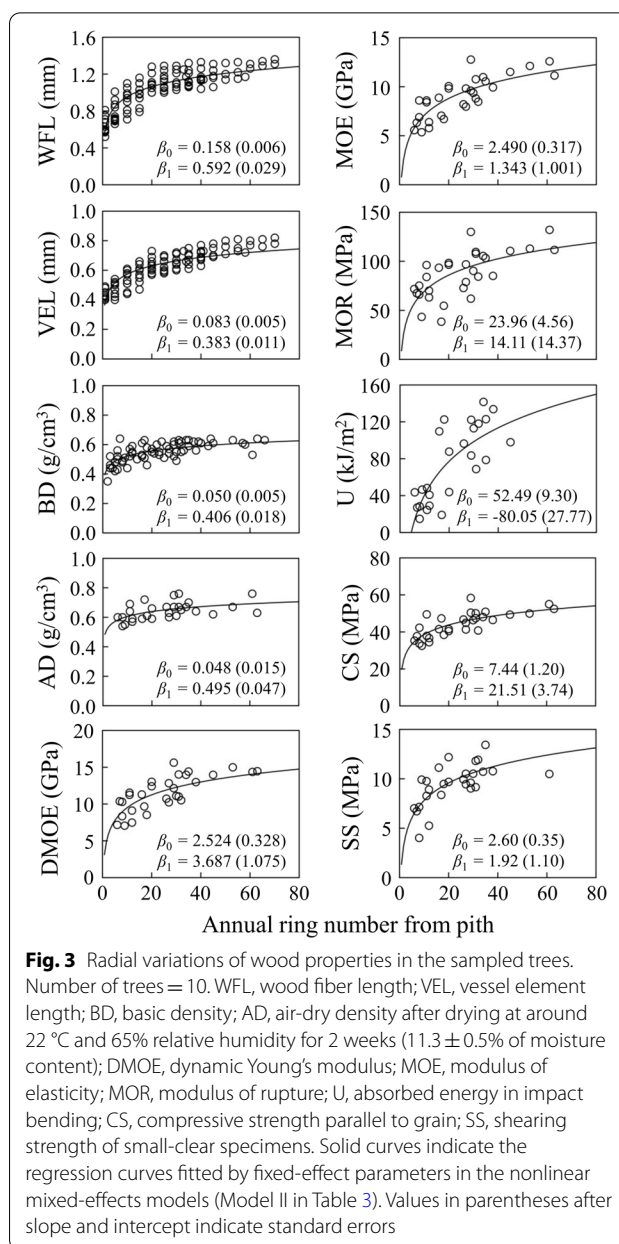 WFL (mm)
1.6
1.2
0.8
0.4
0.0
β0 = 0.158 (0.006)
β1 = 0.592 (0.029)
MOE (GPa)
15
10
5
0
β0 = 2.490 (0.317)
β1 = 1.343 (1.001)
VEL (mm)
1.0
0.8
0.6
0.4
0.2
0.0
β0 = 0.083 (0.005)
β1 = 0.383 (0.011)
MOR (MPa)
150
100
50
0
β0 = 23.96 (4.56)
β1 = 14.11 (14.37)
BD (g/cm³)
1.0
0.8
0.6
0.4
0.2
0.0
β0 = 0.050 (0.005)
β1 = 0.406 (0.018)
U (kJ/m²)
160
120
80
40
0
β0 = 52.49 (9.30)
β1 = -80.05 (27.77)
AD (g/cm³)
1.0
0.8
0.6
0.4
0.2
0.0
β0 = 0.048 (0.015)
β1 = 0.495 (0.047)
CS (MPa)
80
60
40
20
0
β0 = 7.44 (1.20)
β1 = 21.51 (3.74)
DMOE (GPa)
20
15
10
5
0
β0 = 2.524 (0.328)
β1 = 3.687 (1.075)
0 20 40 60 80
SS (MPa)
15
10
5
0
β0 = 2.60 (0.35)
β1 = 1.92 (1.10)
0 20 40 60 80
Annual ring number from pith
Fig. 3 Radial variations of wood properties in the sampled trees.
Number of trees = 10. WFL, wood fiber length; VEL, vessel element
length; BD, basic density; AD, air-dry density after drying at around
22 °C and 65% relative humidity for 2 weeks (11.3 ± 0.5% of moisture
content); DMOE, dynamic Young's modulus; MOE, modulus of
elasticity; MOR, modulus of rupture; U, absorbed energy in impact
bending; CS, compressive strength parallel to grain; SS, shearing
strength of small-clear specimens. Solid curves indicate the
regression curves fitted by fixed-effect parameters in the nonlinear
mixed-effects models (Model II in Table 3). Values in parentheses after
slope and intercept indicate standard errors